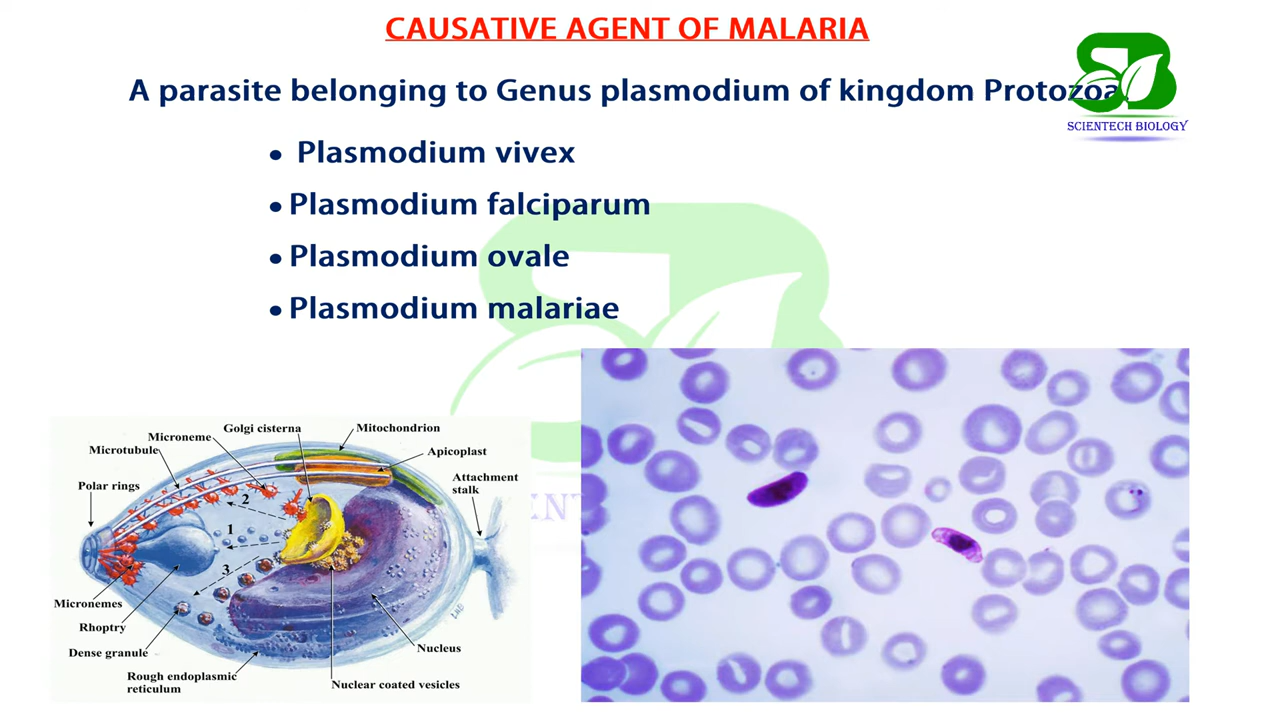 CAUSATIVE AGENT OF MALARIA
A parasite belonging to Genus plasmodium of kingdom Protozoa
SCIENTECH BIOLOGY
• Plasmodium vivex
• Plasmodium falciparum
• Plasmodium ovale
• Plasmodium malariae
Golgi cisterna
Mitochondrion
Microneme
Microtubule
Apicoplast
Attachment
stalk
Polar rings
2
1
3
Micronemes
Rhoptry
Dense granule
Nucleus
Rough endoplasmic
reticulum
Nuclear coated vesicles